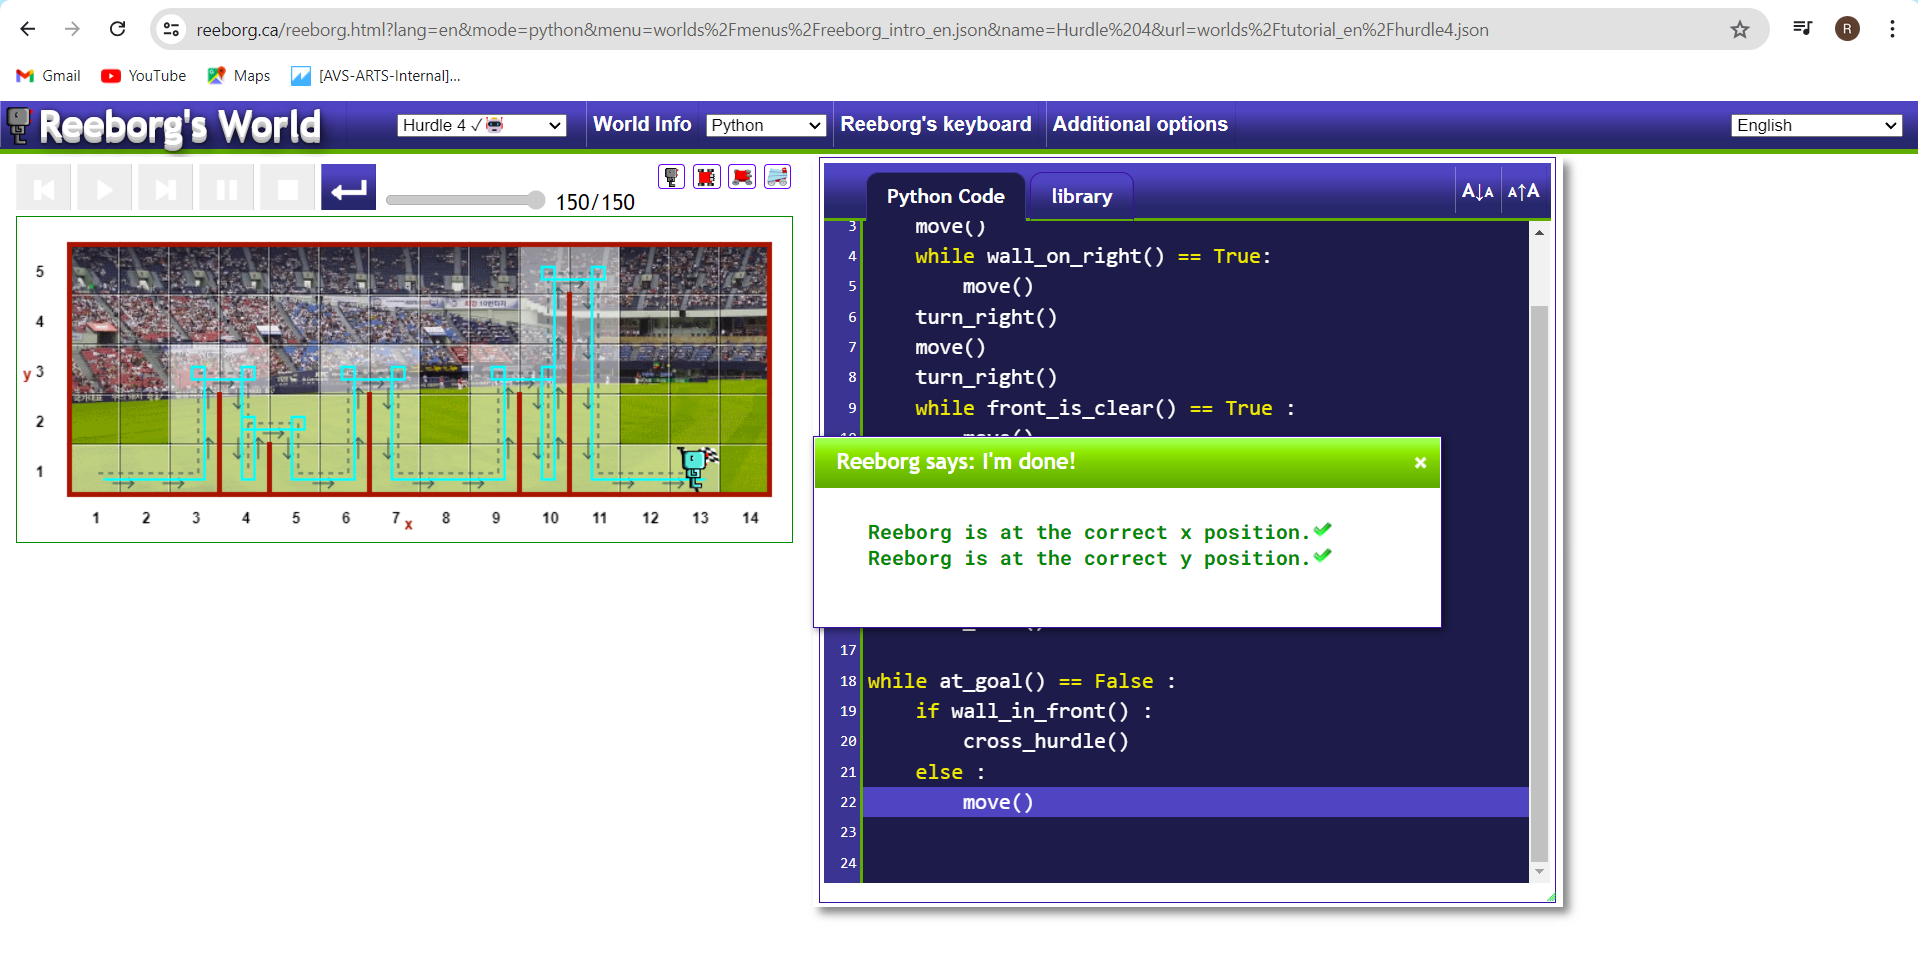 reeborg.ca/reeborg.html?lang=en&mode=python&menu=worlds%2Fmenus%2Freeborg_intro_en.json&name=Hurdle%204&url=worlds%2Ftutorial_en%2Fhurdle4.json
R
Gmail YouTube Maps [AVS-ARTS-Internal]...
Reeborg's World Hurdle 4 ✓ World Info Python Reeborg's keyboard Additional options English
150/150
5
4
y 3
2
1
1 2 3 4 5 6 7 x 8 9 10 11 12 13 14
Python Code library A↓A A↑A
3 move()
4 while wall_on_right() == True:
5 move()
6 turn_right()
7 move()
8 turn_right()
9 while front_is_clear() == True :
Reeborg says: I'm done! ×
Reeborg is at the correct x position.✔
Reeborg is at the correct y position.✔
17
18 while at_goal() == False :
19 if wall_in_front() :
20 cross_hurdle()
21 else :
22 move()
23
24